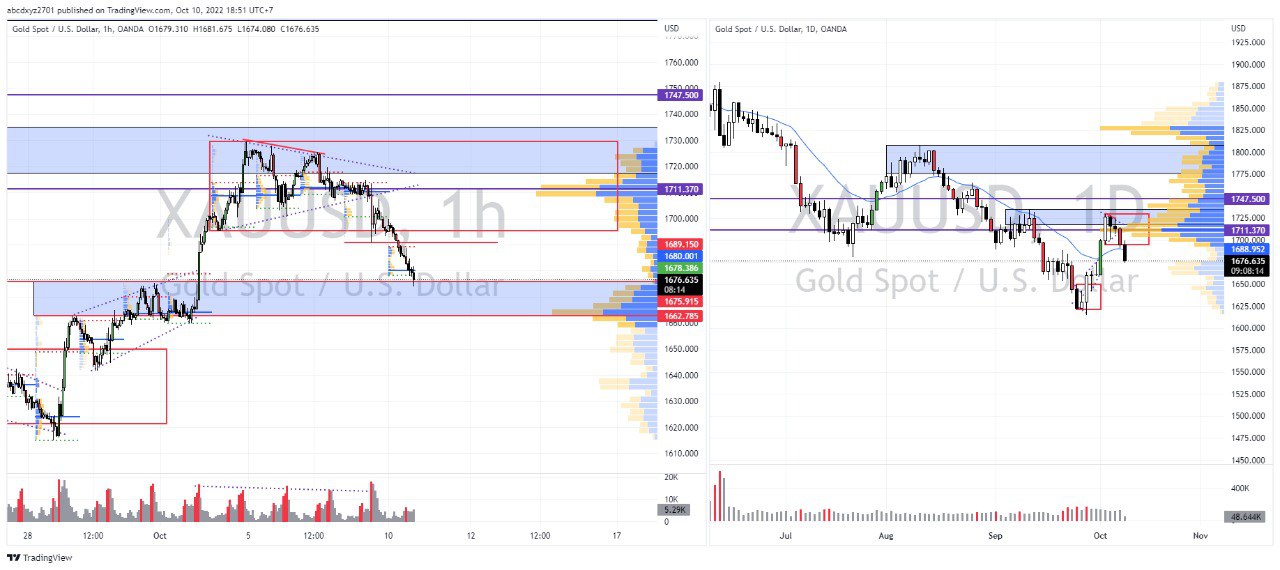 abcdxyz2701 published on TradingView.com, Oct 10, 2022 18:51 UTC+7
Gold Spot / U.S. Dollar, 1h, OANDA O1679.310 H1681.675 L1674.080 C1676.635
USD
1760.000
1747.500
1740.000
1730.000
1720.000
1711.370
1700.000
1689.150
1680.001
1678.386
1676.635
08:14
1675.915
1662.785
1660.000
1650.000
1640.000
1630.000
1620.000
1610.000
20K
10K
5.29K
0
XAUUSD, 1h
Gold Spot / U.S. Dollar
28
12:00
Oct
12:00
5
12:00
10
12
17
Gold Spot / U.S. Dollar, 1D, OANDA
USD
1925.000
1900.000
1875.000
1850.000
1825.000
1800.000
1775.000
1747.500
1725.000
1711.370
1700.000
1688.952
1676.635
09:08:14
1650.000
1625.000
1600.000
1575.000
1550.000
1525.000
1500.000
1475.000
1450.000
400K
48.644K
XAUUSD, 1D
Gold Spot / U.S. Dollar
Jul
Aug
Sep
Oct
Nov
TradingView